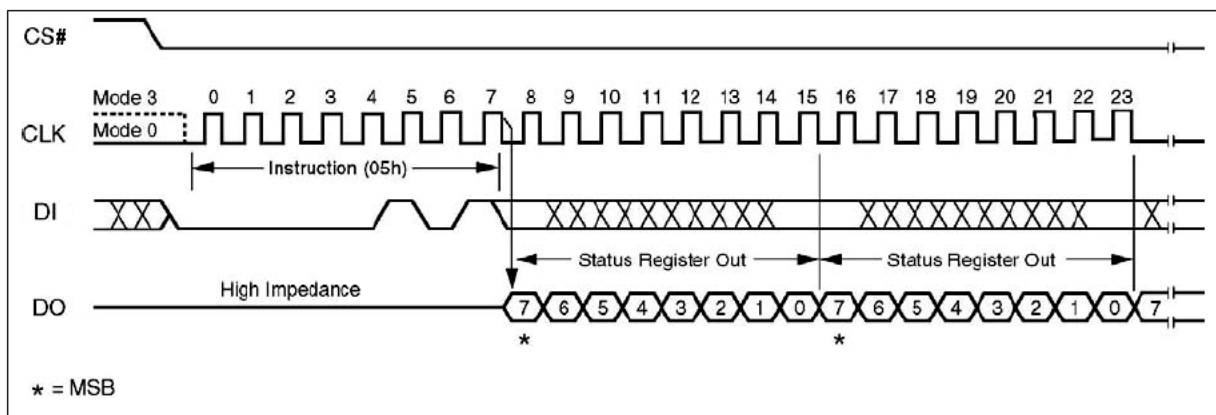 CS#
Mode 3
0 1 2 3 4 5 6 7 8 9 10 11 12 13 14 15 16 17 18 19 20 21 22 23
CLK
Mode 0
Instruction (05h)
DI
Status Register Out
Status Register Out
High Impedance
DO
7 6 5 4 3 2 1 0 7 6 5 4 3 2 1 0 7
* *
* = MSB